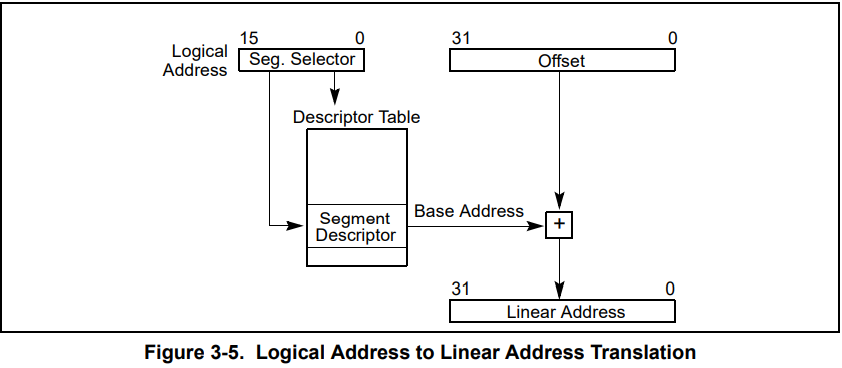 15 0 31 0
Logical
Address
Seg. Selector
Offset
Descriptor Table
Base Address
Segment
Descriptor
+
31 0
Linear Address
Figure 3-5. Logical Address to Linear Address Translation